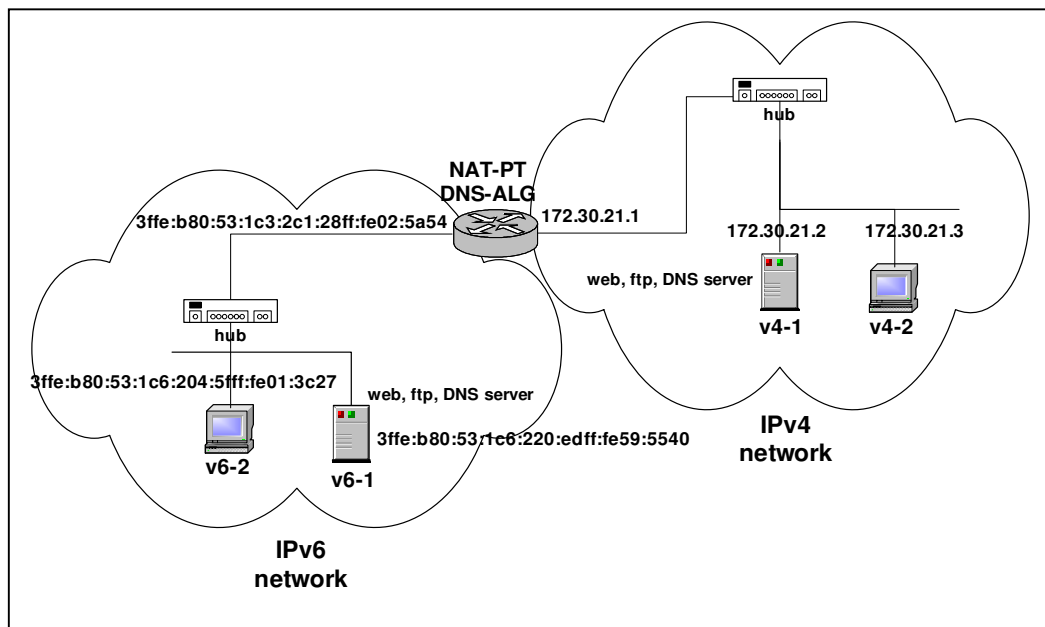 hub
NAT-PT
DNS-ALG
3ffe:b80:53:1c3:2c1:28ff:fe02:5a54
172.30.21.1
172.30.21.2
172.30.21.3
web, ftp, DNS server
v4-1
v4-2
hub
3ffe:b80:53:1c6:204:5fff:fe01:3c27
web, ftp, DNS server
3ffe:b80:53:1c6:220:edff:fe59:5540
v6-2
v6-1
IPv4
network
IPv6
network